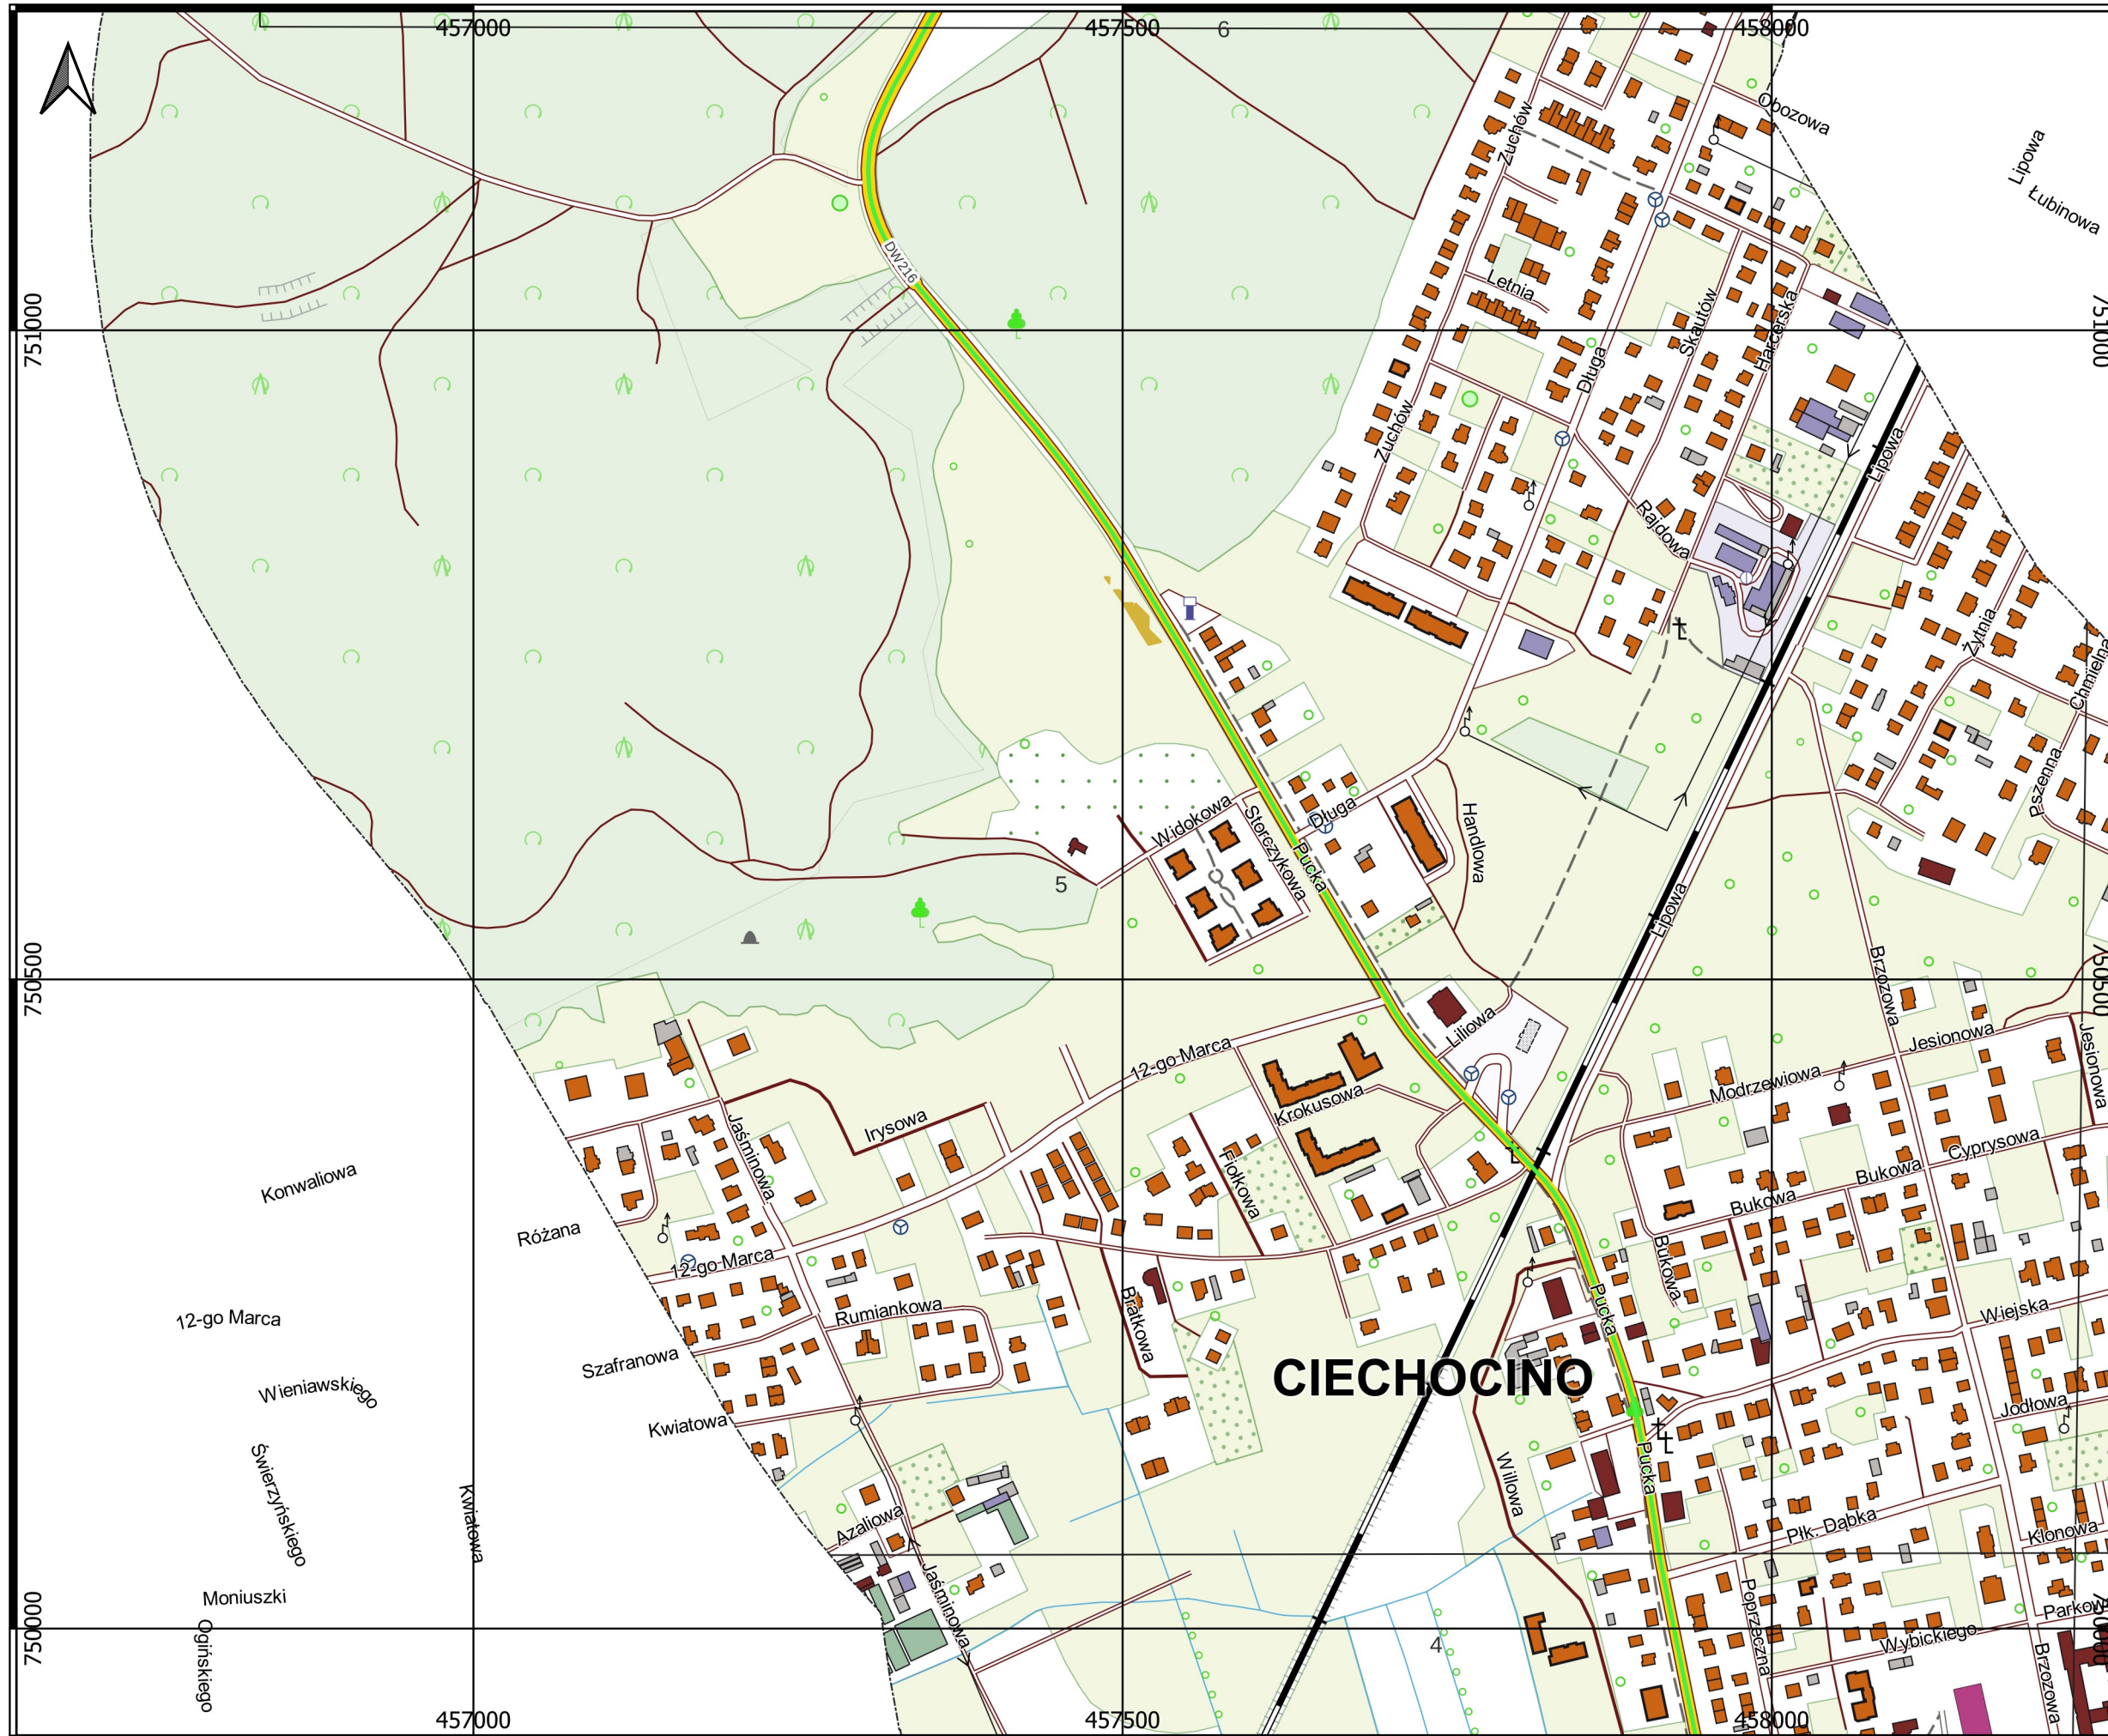 457000
457500
6
458000
Obozowa
Zuchów
Lipowa
Łubinowa
DW216
Letnia
Skautów
Harcerska
751000
751000
Długa
Zuchów
Lipowa
Rajdowa
Żytnia
Chmielna
Pszenna
Widokowa
Storczykowa
Długa
Handlowa
Pucka
5
Lipowa
Brzozowa
750500
750500
Liliowa
12-go Marca
Jesionowa
Jesionowa
Modrzewiowa
Krokusowa
Irysowa
Jaśminowa
Fiołkowa
Cyprysowa
Bukowa
Bukowa
Konwaliowa
Różana
12-go Marca
Bukowa
Bratkowa
Rumiankowa
Pucka
Wiejska
12-go Marca
Szafranowa
CIECHOCINO
Wieniawskiego
Kwiatowa
Jodłowa
Świerzyńskiego
Kwiatowa
Willowa
Pucka
Azaliowa
Płk. Dąbka
Klonowa
Jaśminowa
Moniuszki
Ogińskiego
Poprzeczna
Parkowa
750000
750000
4
Wybickiego
Brzozowa
457000
457500
458000